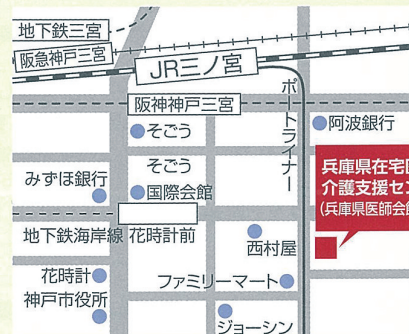 地下鉄三宮
阪急神戸三宮
JR三ノ宮
阪神神戸三宮
ポートライナー
そごう
阿波銀行
そごう
みずほ銀行
国際会館
兵庫県在宅
介護支援セン
(兵庫県医師会館
地下鉄海岸線 花時計前
西村屋
花時計
ファミリーマート
神戸市役所
ジョーシン